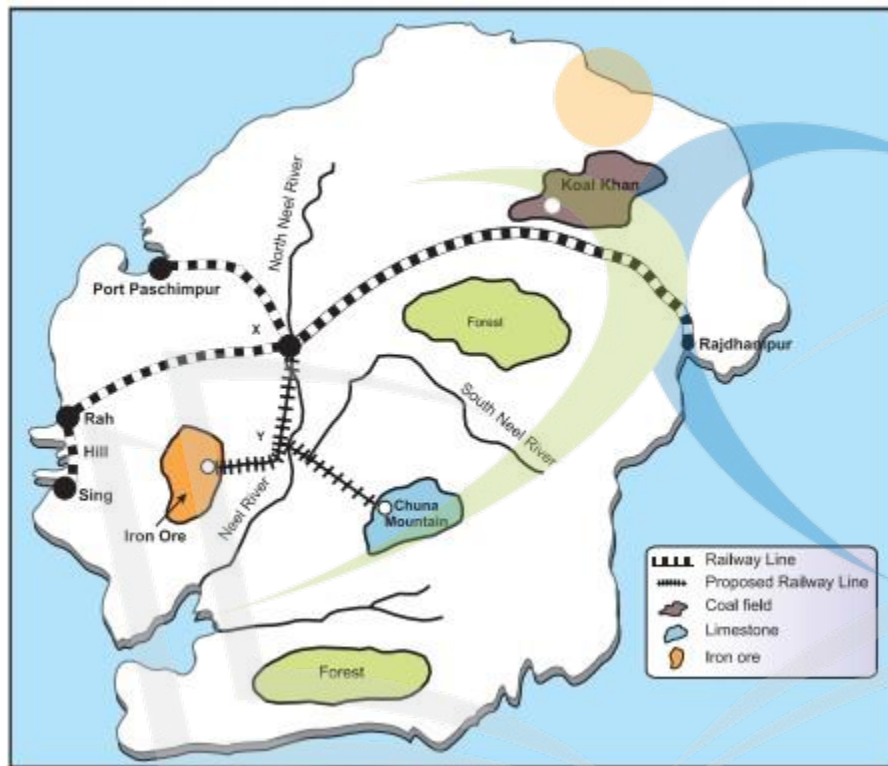 Koal Khan
North Neel River
Port Paschimpur
X
Forest
Rajdhanipur
Rah
Hill
Sing
Y
South Neel River
Iron Ore
Neel River
Chuna
Mountain
Forest
Railway Line
Proposed Railway Line
Coal field
Limestone
Iron ore